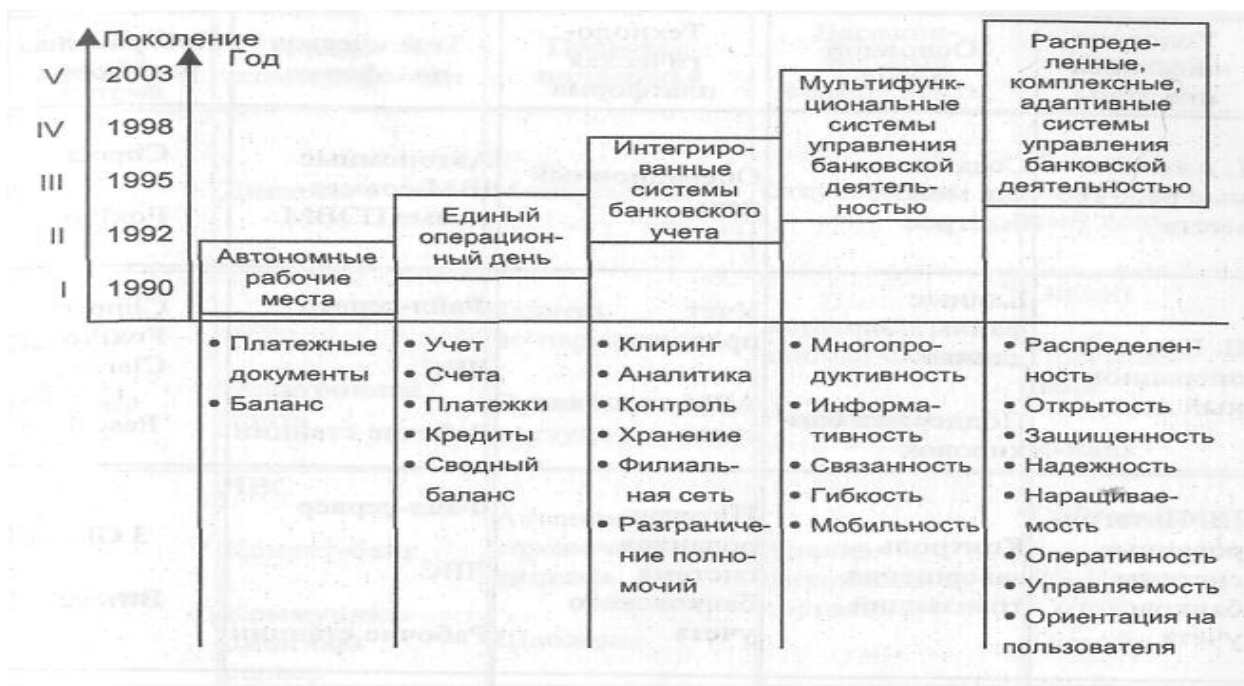 Поколение
Год
V 2003
IV 1998
III 1995
II 1992
I 1990
Автономные
рабочие
места
Единый
операцион-
ный день
Интегриро-
ванные
системы
банковского
учета
Мультифунк-
циональные
системы
управления
банковской
деятель-
ностью
Распреде-
ленные,
комплексные,
адаптивные
системы
управления
банковской
деятельностью
• Платежные
документы
• Баланс
• Учет
• Счета
• Платежки
• Кредиты
• Сводный
баланс
• Клиринг
• Аналитика
• Контроль
• Хранение
• Филиаль-
ная сеть
• Разграниче-
ние полно-
мочий
• Многопро-
дуктивность
• Информа-
тивность
• Связанность
• Гибкость
• Мобильность
• Распределен-
ность
• Открытость
• Защищенность
• Надежность
• Наращивае-
мость
• Оперативность
• Управляемость
• Ориентация на
пользователя